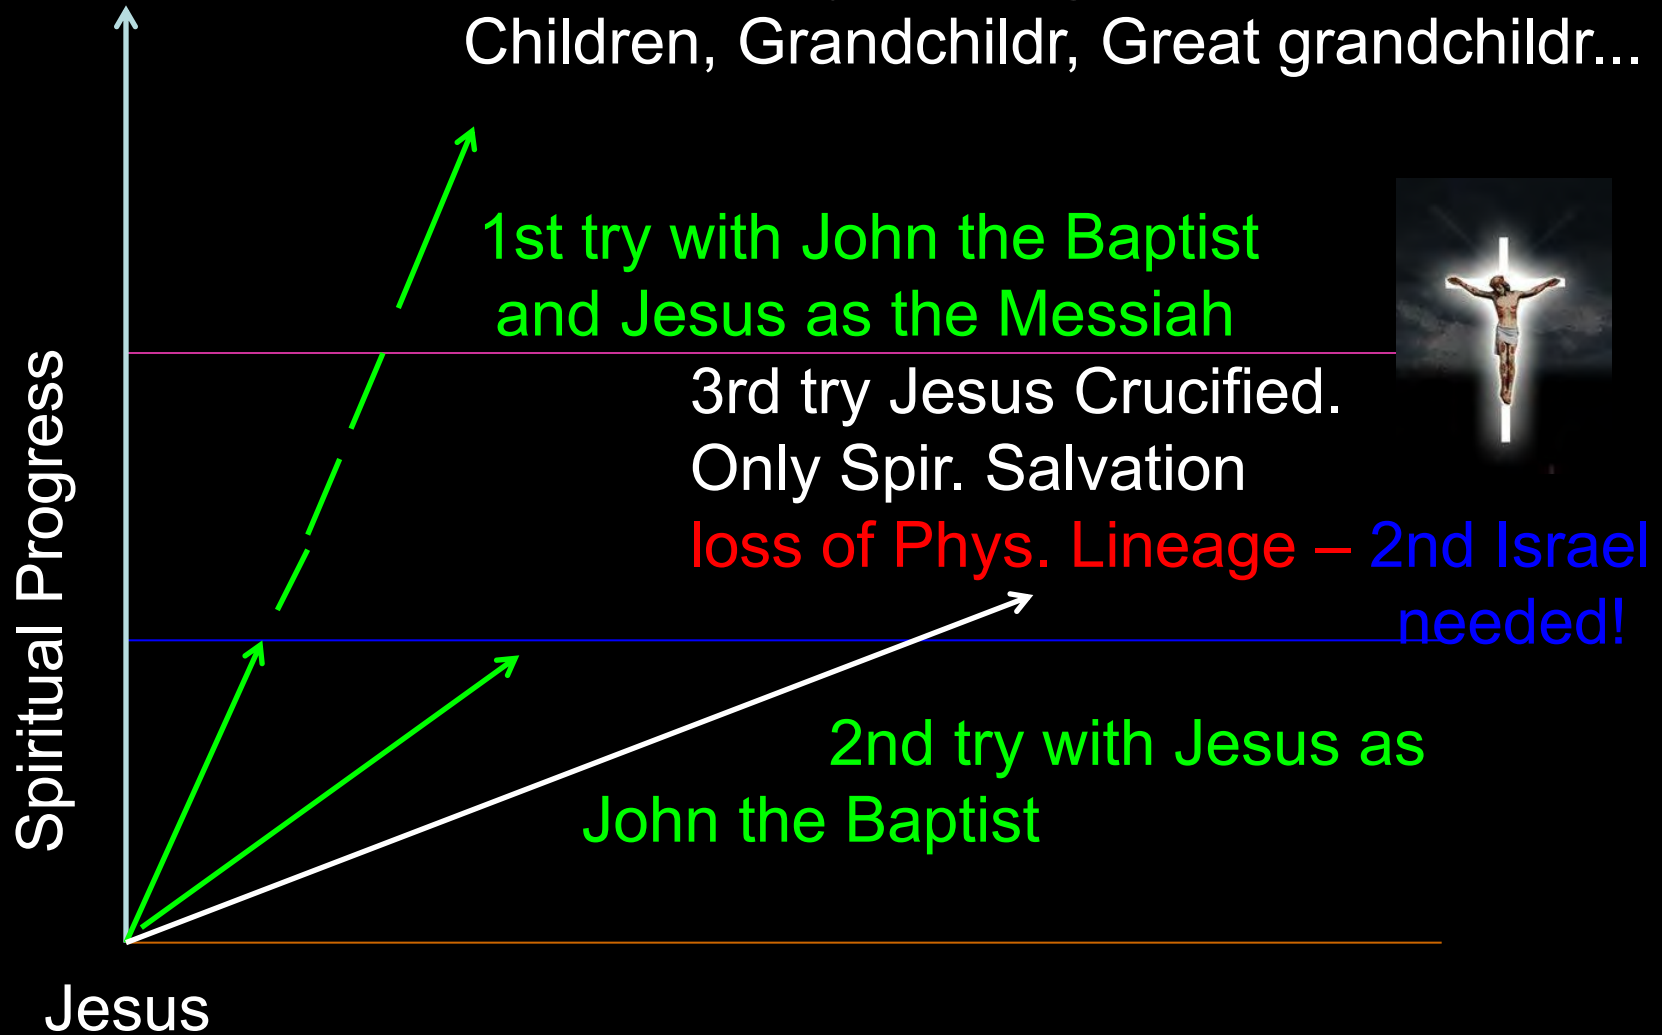 Children, Grandchildr, Great grandchildr...
1st try with John the Baptist
and Jesus as the Messiah
3rd try Jesus Crucified.
Only Spir. Salvation
loss of Phys. Lineage – 2nd Israel
needed!
2nd try with Jesus as
John the Baptist
Spiritual Progress
Jesus